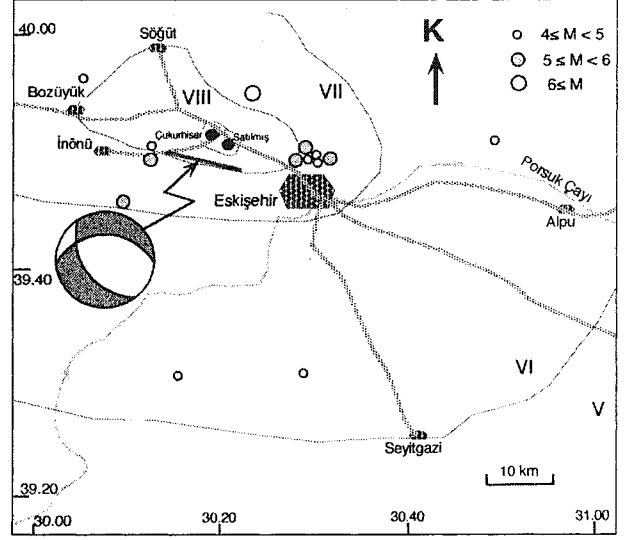 40.00
K
4≤ M < 5
5 ≤ M < 6
6≤ M
Söğüt
VII
Bozüyük
VIII
Çukurhisar
Satılmış
İnönü
Eskişehir
Porsuk Çayi
Alpu
39.40
VI
V
Seyitgazi
10 km
39.20
30.00
30.20
30.40
31.00